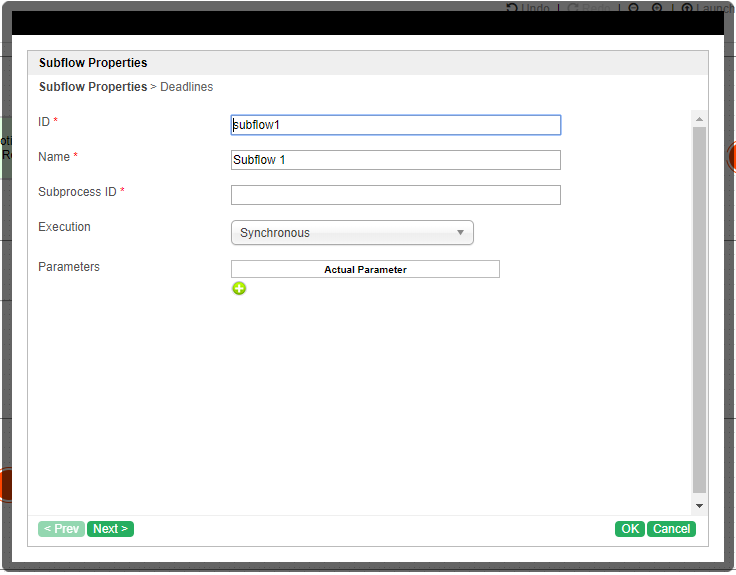 Undo Redo Launch
Subflow Properties
Subflow Properties > Deadlines
ID *
subflow1
Name *
Subflow 1
Subprocess ID *
Execution
Synchronous
Parameters
Actual Parameter
< Prev Next >
OK Cancel